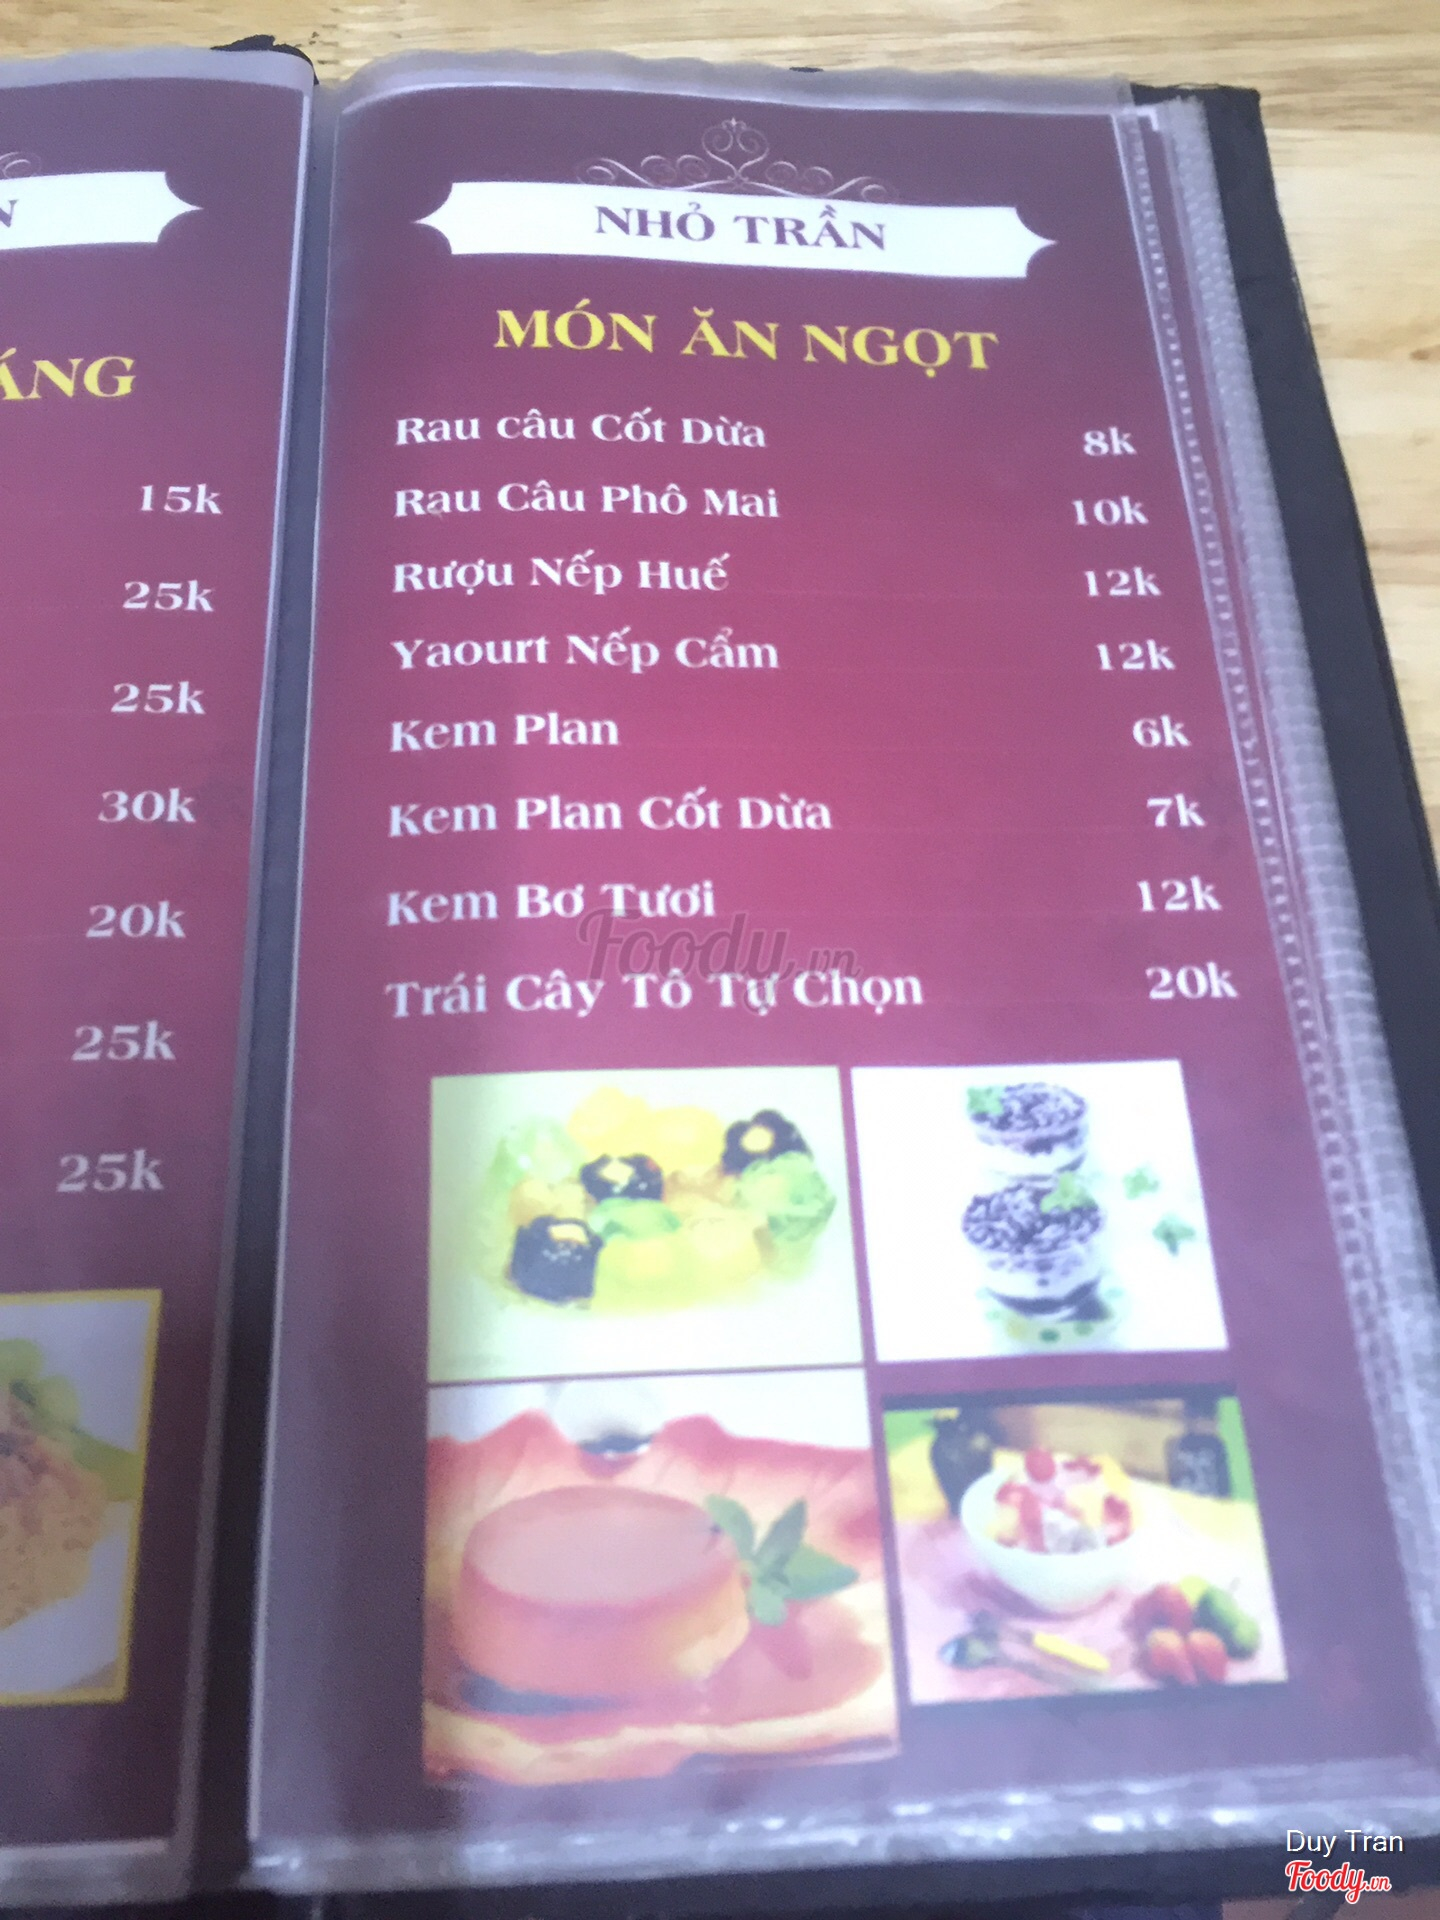 ÁNG
15k
25k
25k
30k
20k
25k
25k
NHỎ TRẦN
MÓN ĂN NGỌT
Rau câu Cốt Dừa 8k
Rau Câu Phô Mai 10k
Rượu Nếp Huế 12k
Yaourt Nếp Cẩm 12k
Kem Plan 6k
Kem Plan Cốt Dừa 7k
Kem Bơ Tươi 12k
Trái Cây Tô Tự Chọn 20k
Foody.vn
Duy Tran
Foody.vn